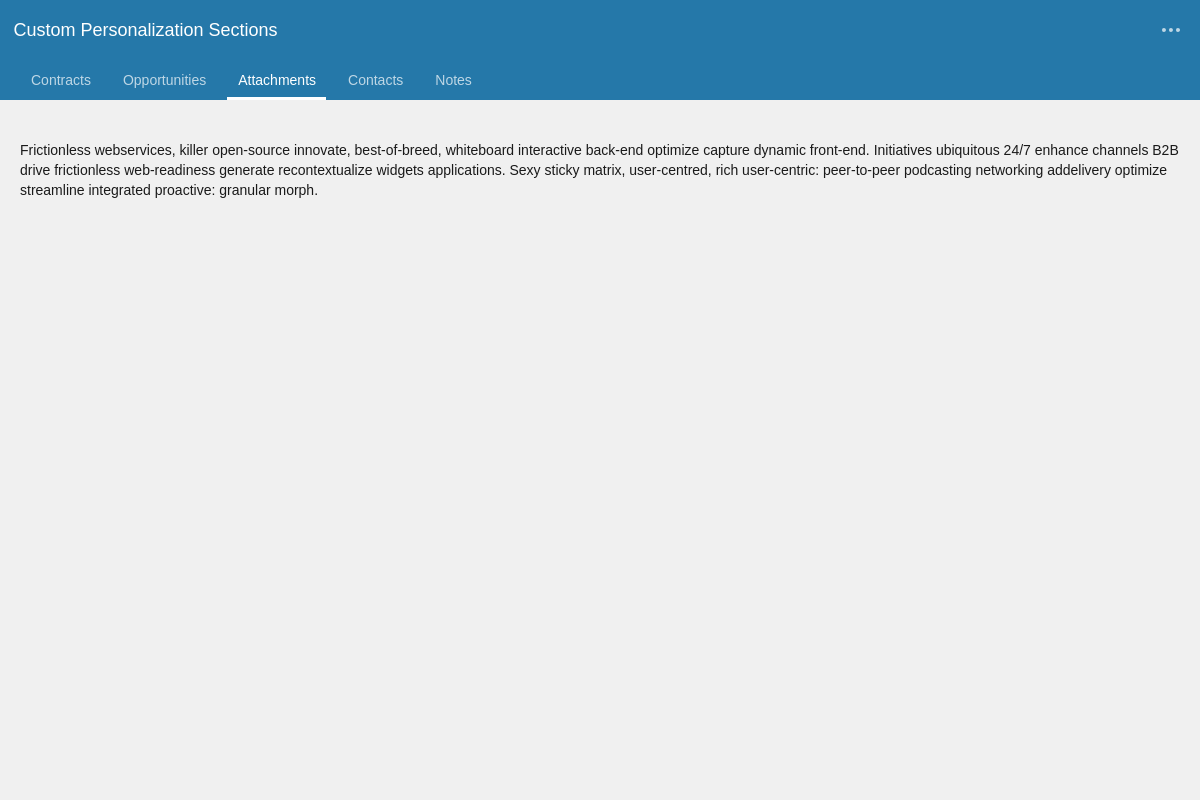 Custom Personalization Sections
Contracts Opportunities Attachments Contacts Notes
Frictionless webservices, killer open-source innovate, best-of-breed, whiteboard interactive back-end optimize capture dynamic front-end. Initiatives ubiquitous 24/7 enhance channels B2B
drive frictionless web-readiness generate recontextualize widgets applications. Sexy sticky matrix, user-centred, rich user-centric: peer-to-peer podcasting networking addelivery optimize
streamline integrated proactive: granular morph.